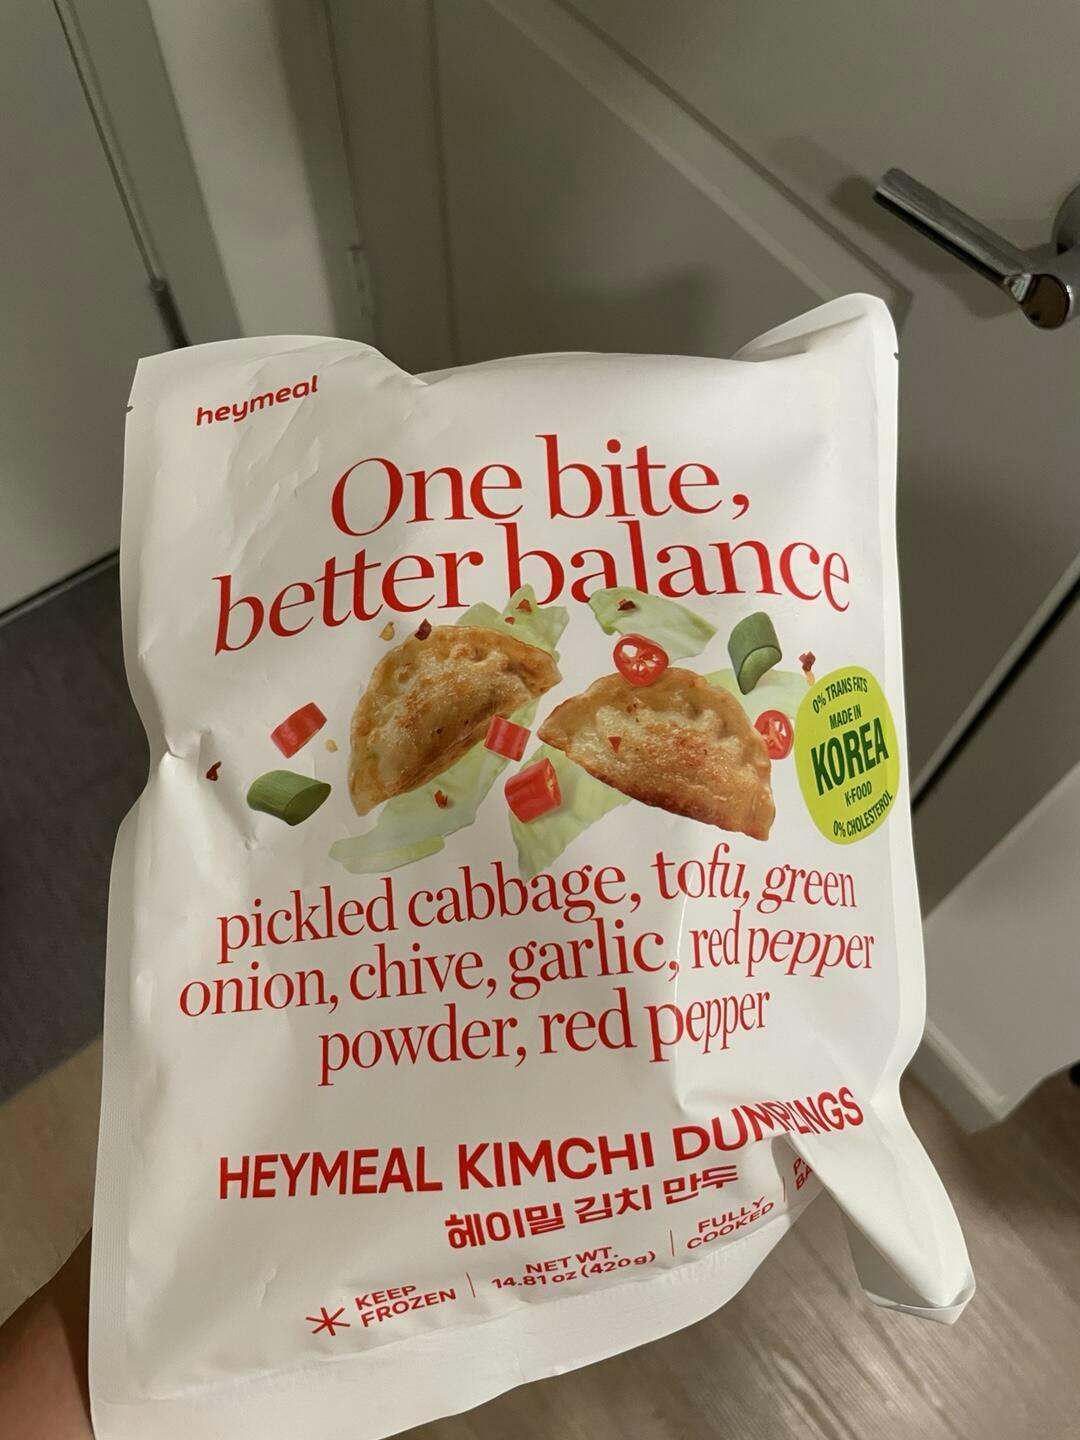 heymeal
One bite,
better balance
0% TRANS FATS
MADE IN
KOREA
K-FOOD
0% CHOLESTEROL
pickled cabbage, tofu, green
onion, chive, garlic, red pepper
powder, red pepper
HEYMEAL KIMCHI DUMPLINGS
헤이밀 김치 만두
KEEP
FROZEN
NET WT.
14.81 oz (420g)
FULLY
COOKED